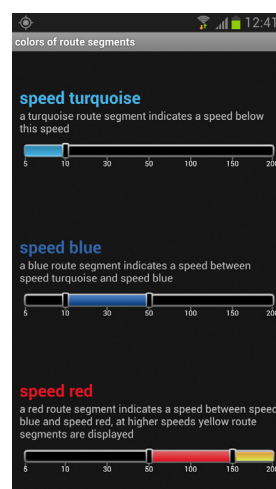 12:41
colors of route segments
speed turquoise
a turquoise route segment indicates a speed below
this speed
5 10 50 100 150 200
speed blue
a blue route segment indicates a speed between
speed turquoise and speed blue
5 10 50 100 150 200
speed red
a red route segment indicates a speed between speed
blue and speed red, at higher speeds yellow route
segments are displayed
5 10 50 100 150 200